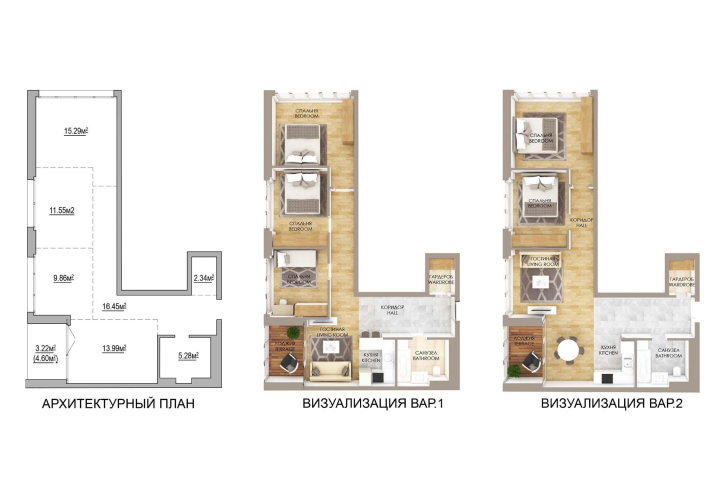 15.29м²
11.55м2
9.86м²
2.34м²
16.45м²
3.22м²
(4.60м²)
13.99м²
5.28м²
АРХИТЕКТУРНЫЙ ПЛАН
СПАЛЬНЯ
BEDROOM
СПАЛЬНЯ
BEDROOM
СПАЛЬНЯ
BEDROOM
ГАРДЕРОБ
WARDROBE
КОРИДОР
HALL
ЛОДЖИЯ
TERRACE
ГОСТИНАЯ
LIVING ROOM
КУХНЯ
KITCHEN
САНУЗЕЛ
BATHROOM
ВИЗУАЛИЗАЦИЯ ВАР.1
СПАЛЬНЯ
BEDROOM
СПАЛЬНЯ
BEDROOM
КОРИДОР
HALL
ГОСТИНАЯ
LIVING ROOM
ГАРДЕРОБ
WARDROBE
ЛОДЖИЯ
TERRACE
КУХНЯ
KITCHEN
САНУЗЕЛ
BATHROOM
ВИЗУАЛИЗАЦИЯ ВАР.2